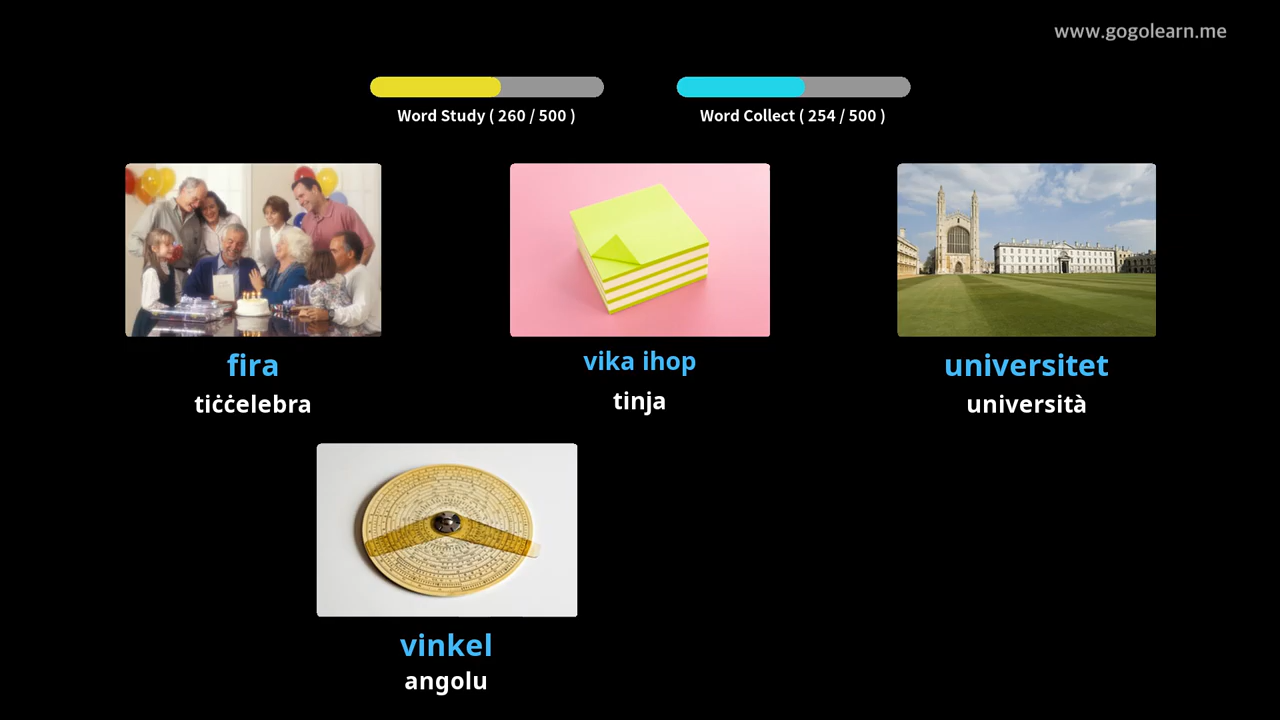 www.gogolearn.me
Word Study ( 260 / 500 )
Word Collect ( 254 / 500 )
fira
tiċċelebra
vika ihop
tinja
universitet
università
vinkel
angolu